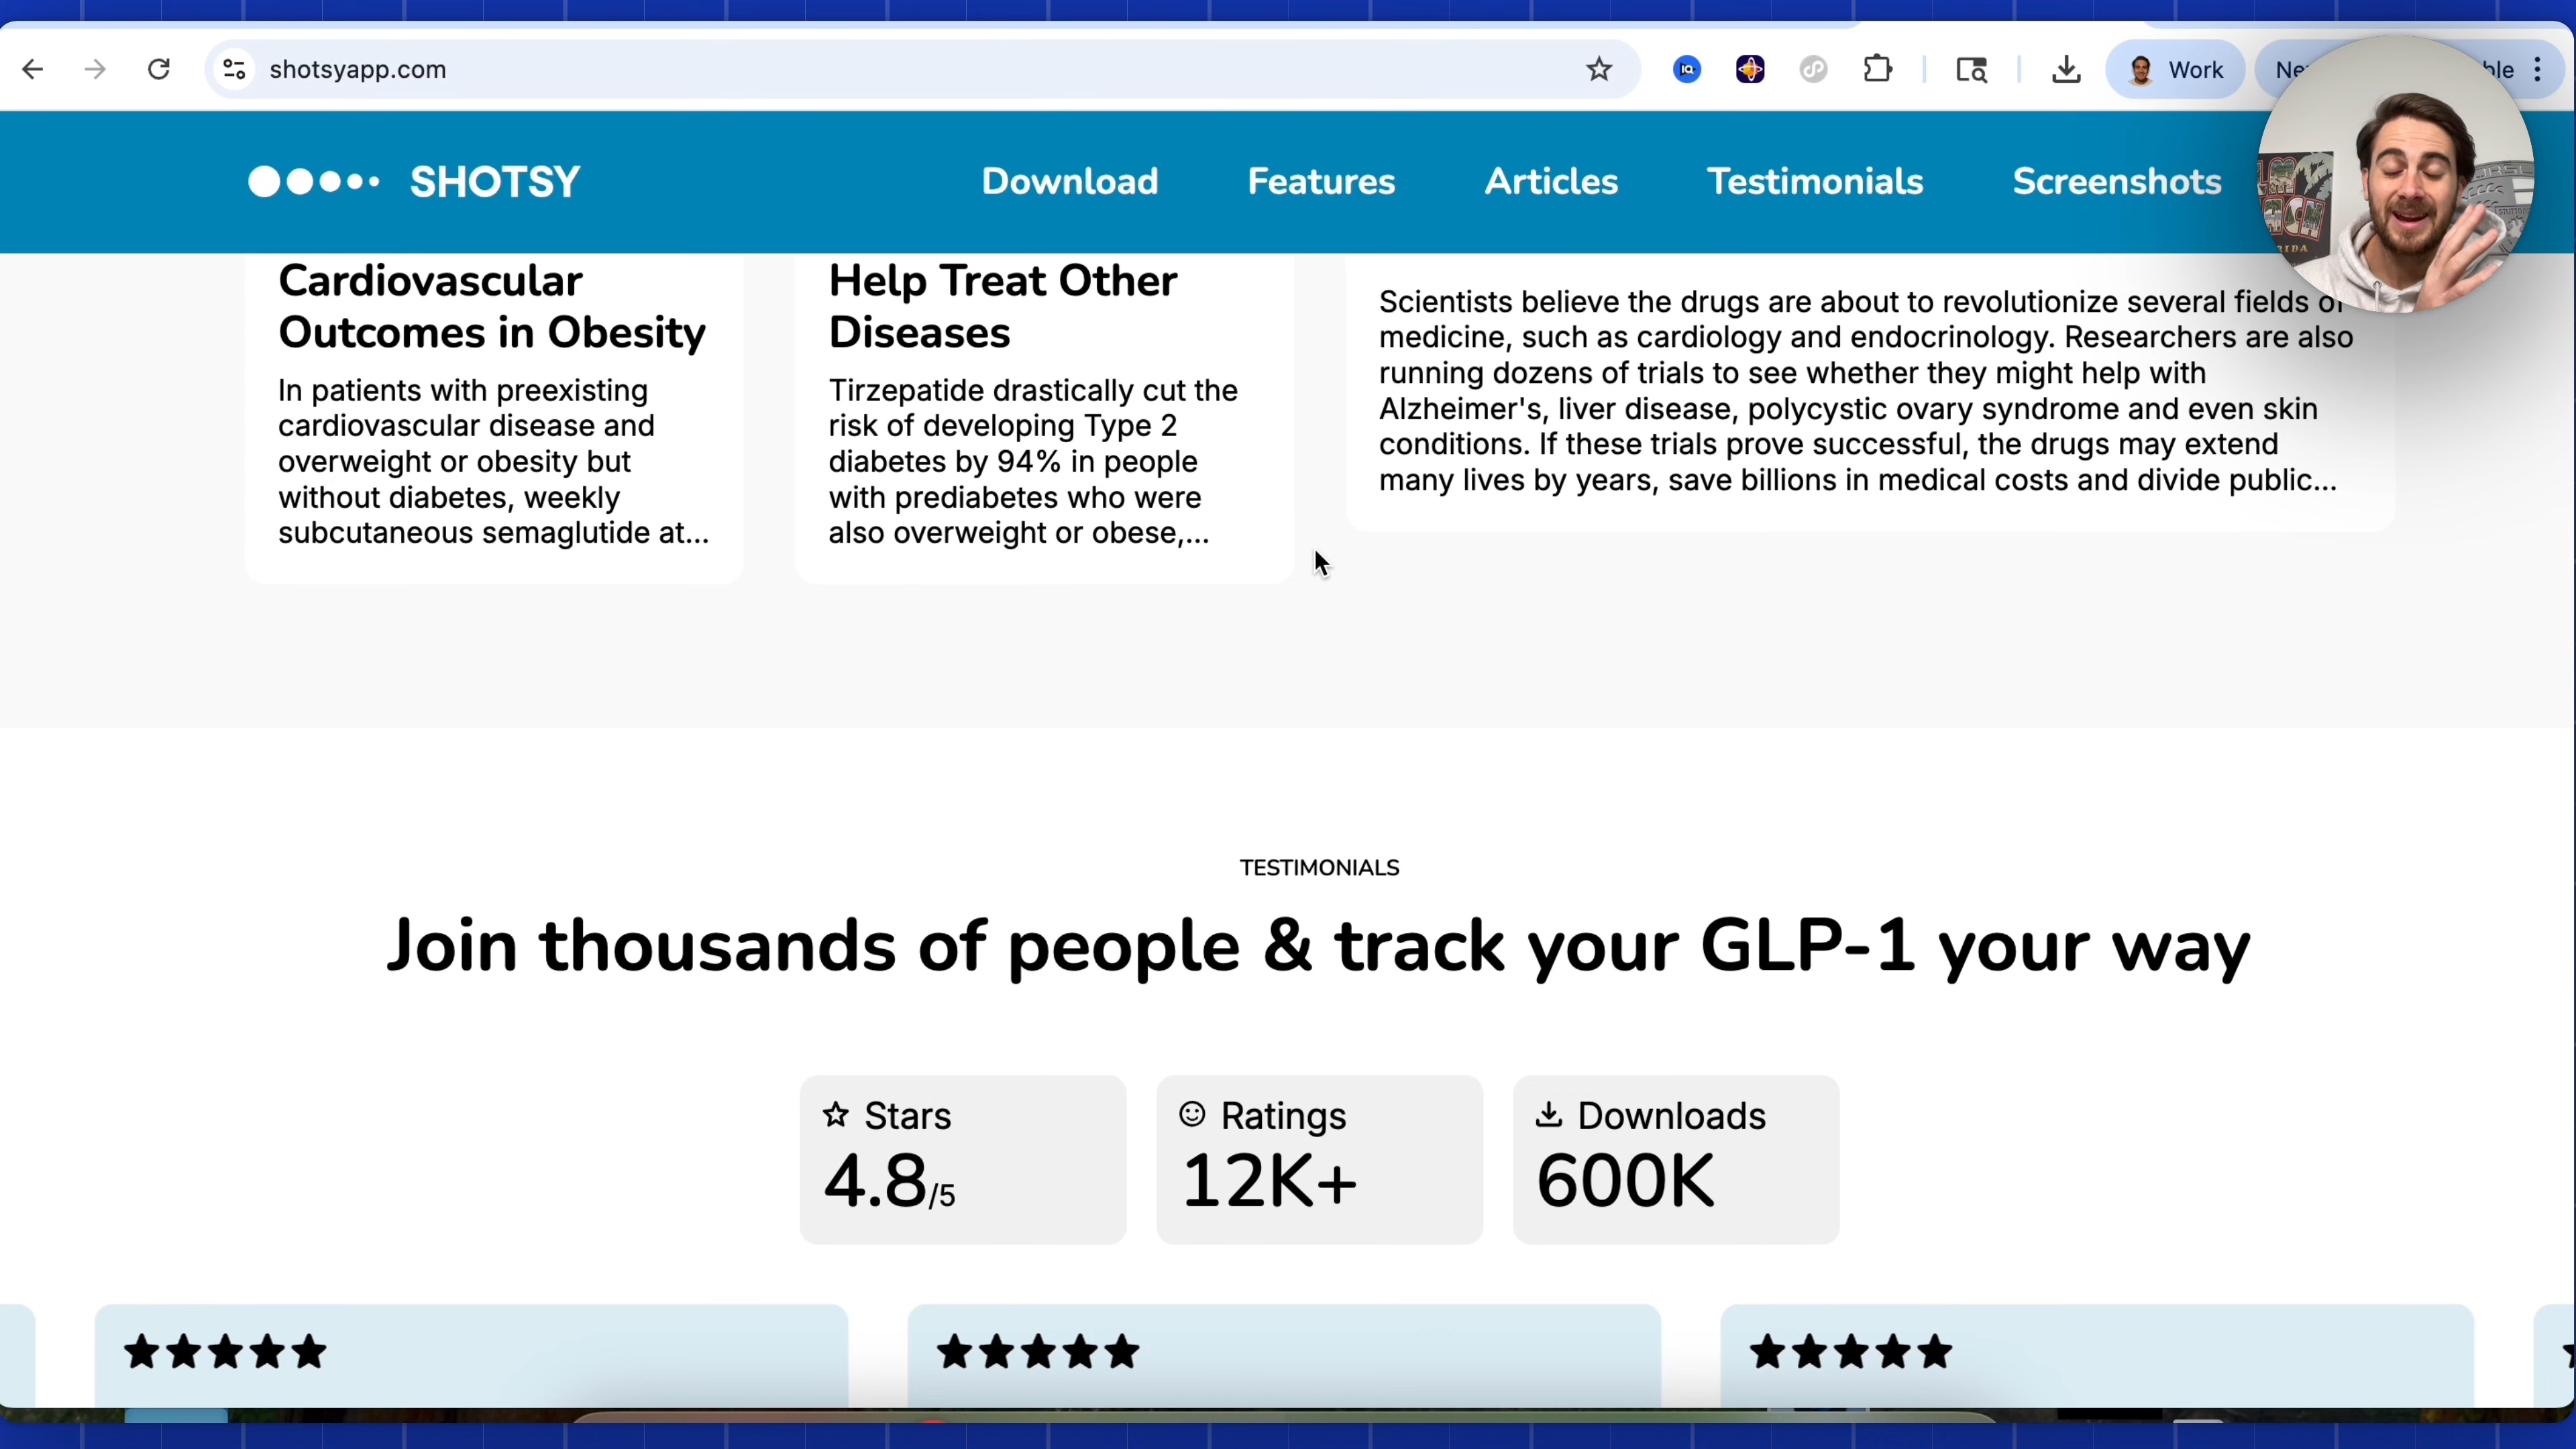 shotsyapp.com
Work
SHOTSY
Download
Features
Articles
Testimonials
Screenshots
Cardiovascular
Outcomes in Obesity
In patients with preexisting
cardiovascular disease and
overweight or obesity but
without diabetes, weekly
subcutaneous semaglutide at...
Help Treat Other
Diseases
Tirzepatide drastically cut the
risk of developing Type 2
diabetes by 94% in people
with prediabetes who were
also overweight or obese,...
Scientists believe the drugs are about to revolutionize several fields of
medicine, such as cardiology and endocrinology. Researchers are also
running dozens of trials to see whether they might help with
Alzheimer's, liver disease, polycystic ovary syndrome and even skin
conditions. If these trials prove successful, the drugs may extend
many lives by years, save billions in medical costs and divide public...
TESTIMONIALS
Join thousands of people & track your GLP-1 your way
Stars
4.8/5
Ratings
12K+
Downloads
600K